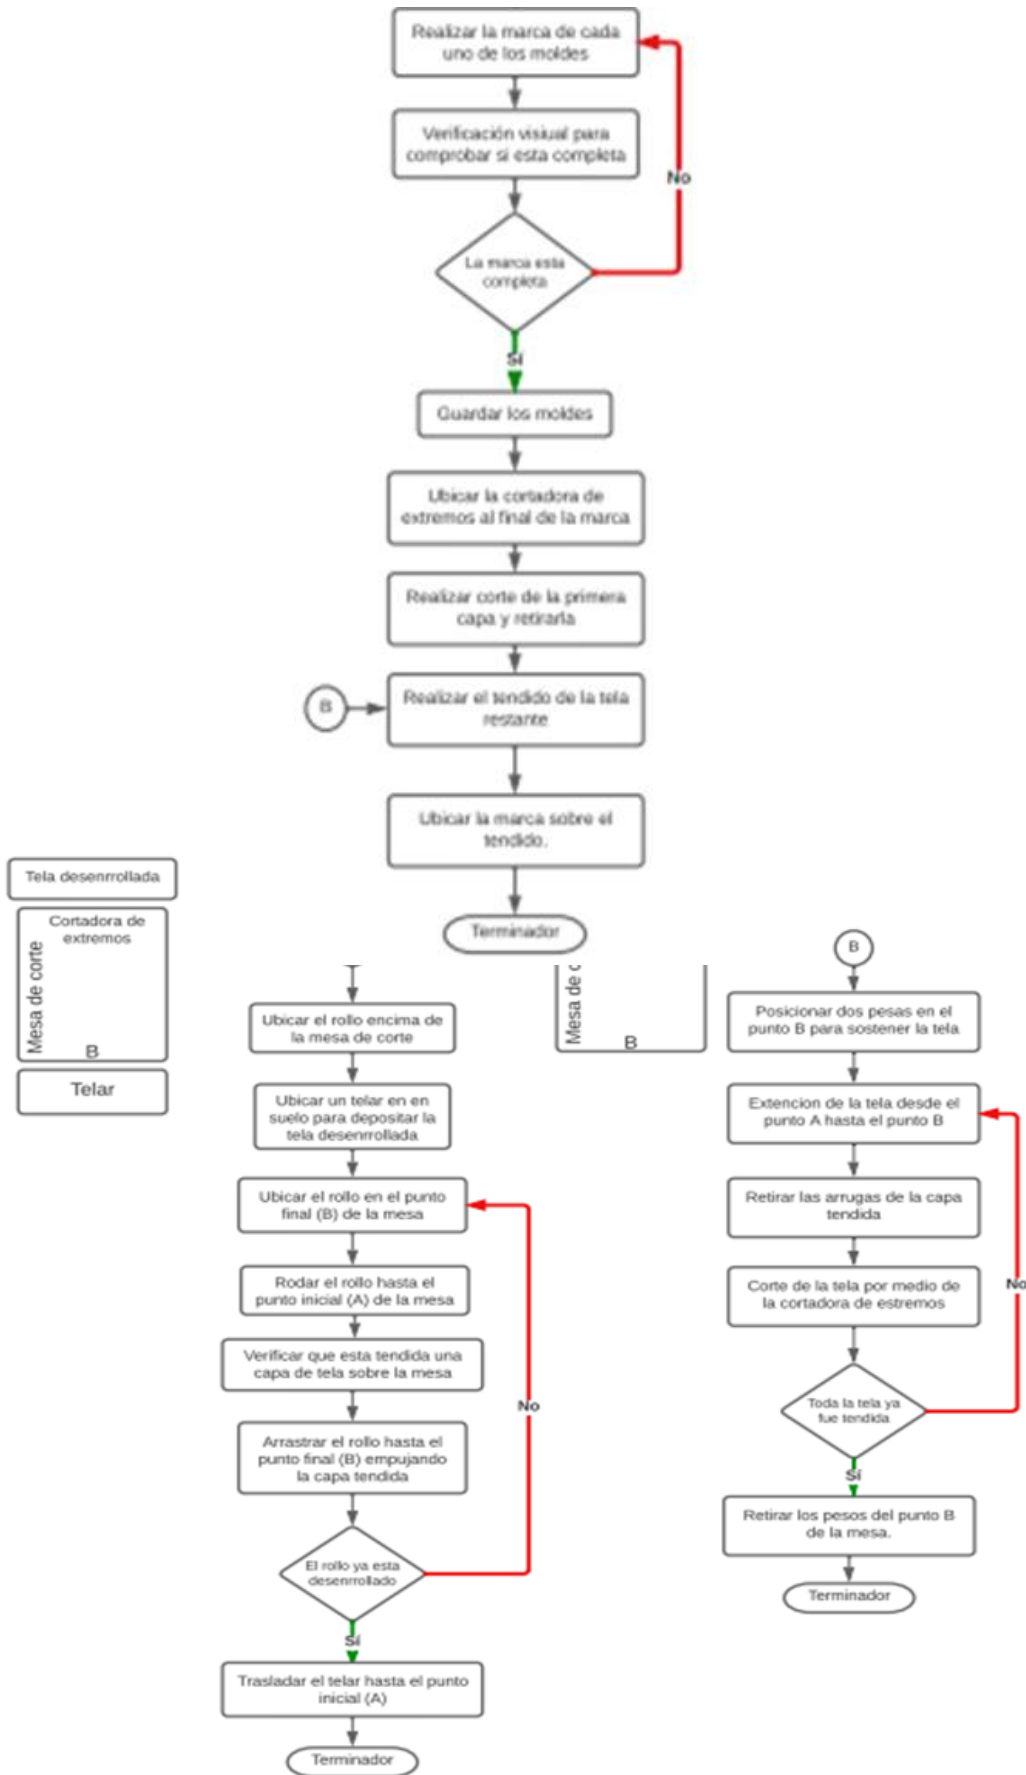 Realizar la marca de cada
uno de los moldes
Verificación visiual para
comprobar si esta completa
No
La marca esta
completa
Sí
Guardar los moldes
Ubicar la cortadora de
extremos al final de la marca
Realizar corte de la primera
capa y retirarla
B
Realizar el tendido de la tela
restante
Ubicar la marca sobre el
tendido.
Terminador
Tela desenrrollada
Cortadora de
extremos
Mesa de corte
B
Telar
Ubicar el rollo encima de
la mesa de corte
Ubicar un telar en en
suelo para depositar la
tela desenrrollada
Ubicar el rollo en el punto
final (B) de la mesa
Rodar el rollo hasta el
punto inicial (A) de la mesa
Verificar que esta tendida una
capa de tela sobre la mesa
No
Arrastrar el rollo hasta el
punto final (B) empujando
la capa tendida
El rollo ya esta
desenrrollado
Sí
Trasladar el telar hasta el punto
inicial (A)
Terminador
Mesa de c
B
B
Posicionar dos pesas en el
punto B para sostener la tela
Extencion de la tela desde el
punto A hasta el punto B
Retirar las arrugas de la capa
tendida
Corte de la tela por medio de
la cortadora de estremos
No
Toda la tela ya
fue tendida
Sí
Retirar los pesos del punto B
de la mesa.
Terminador